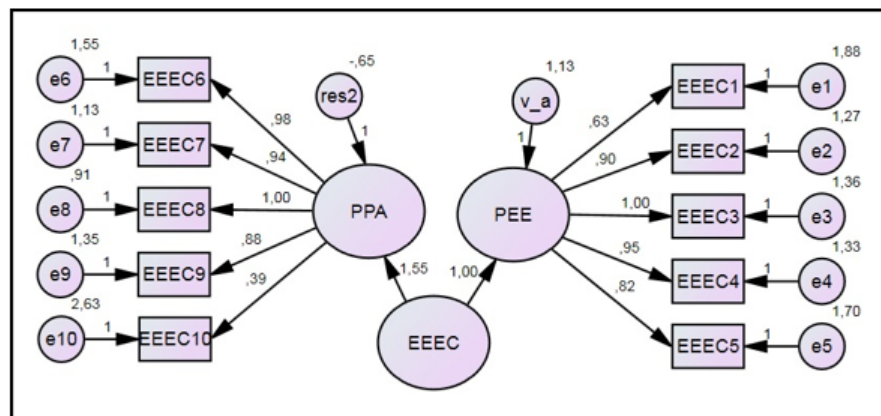 1,55
e6
1
EEEC6
,98
1,13
e7
1
EEEC7
,94
,91
e8
1
EEEC8
1,00
1,35
e9
1
EEEC9
,88
2,63
e10
1
EEEC10
,39
-,65
res2
1
PPA
1,55
EEEC
1,00
1,13
v_a
1
PEE
,63
EEEC1
1
1,88
e1
,90
EEEC2
1
1,27
e2
1,00
EEEC3
1
1,36
e3
,95
EEEC4
1
1,33
e4
,82
EEEC5
1
1,70
e5